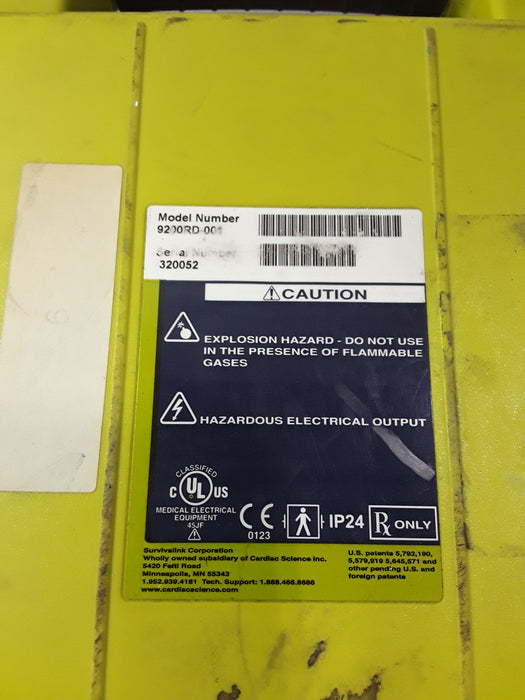 Model Number
9200RD-001
Serial Number
320052
CAUTION
EXPLOSION HAZARD - DO NOT USE
IN THE PRESENCE OF FLAMMABLE
GASES
HAZARDOUS ELECTRICAL OUTPUT
CLASSIFIED
C UL US
MEDICAL ELECTRICAL
EQUIPMENT
45JF
CE
0123
IP24
Rx ONLY
Survivalink Corporation
Wholly owned subsidiary of Cardiac Science Inc.
5420 Feltl Road
Minneapolis, MN 55343
1.952.939.4181 Tech. Support: 1.888.466.8686
www.cardiacscience.com
U.S. patents 5,792,190,
5,579,919 5,645,571 and
other pending U.S. and
foreign patents